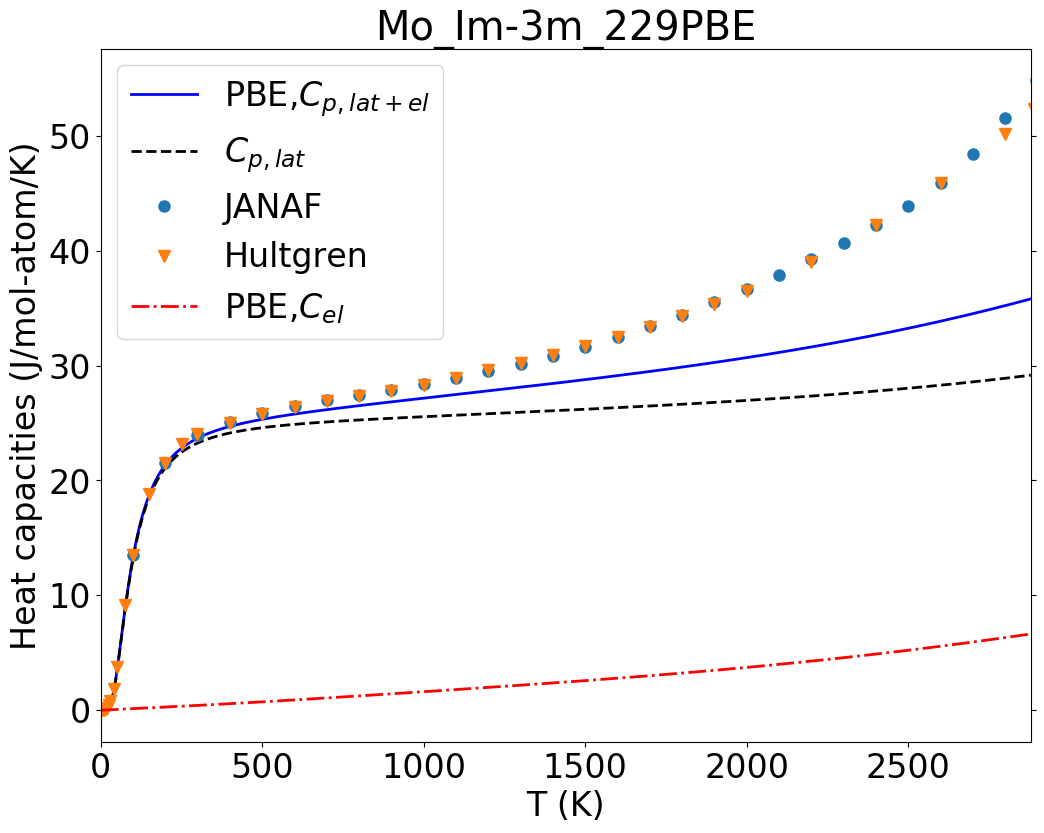 Mo_Im-3m_229PBE
PBE,C_{p,lat+el}
C_{p,lat}
JANAF
Hultgren
PBE,C_{el}
Heat capacities (J/mol-atom/K)
50
40
30
20
10
0
0 500 1000 1500 2000 2500
T (K)